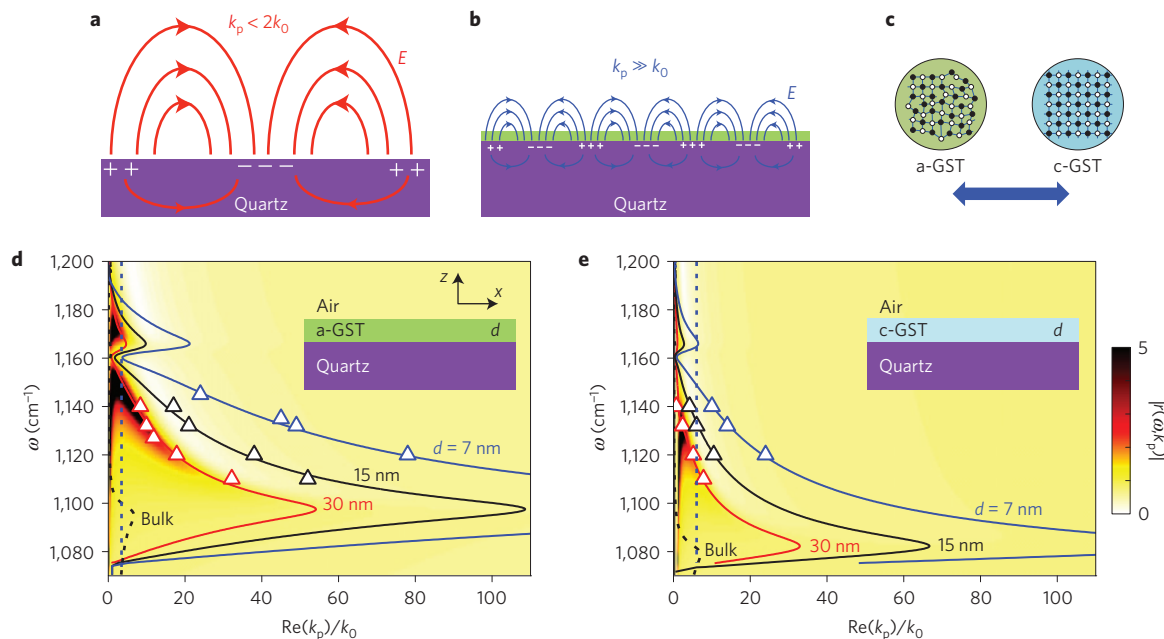 a
kp < 2k0
E
+ +
− − −
+ +
Quartz
b
kp ≫ k0
E
++
---
+++
---
+++
---
++
Quartz
c
a-GST
c-GST
d
1,200
1,180
1,160
1,140
1,120
1,100
1,080
ω (cm−1)
z
x
Air
a-GST d
Quartz
d = 7 nm
15 nm
30 nm
Bulk
0 20 40 60 80 100
Re(kp)/k0
e
1,200
1,180
1,160
1,140
1,120
1,100
1,080
ω (cm−1)
Air
c-GST d
Quartz
d = 7 nm
15 nm
30 nm
Bulk
0 20 40 60 80 100
Re(kp)/k0
5
0
|r(ω,kp)|